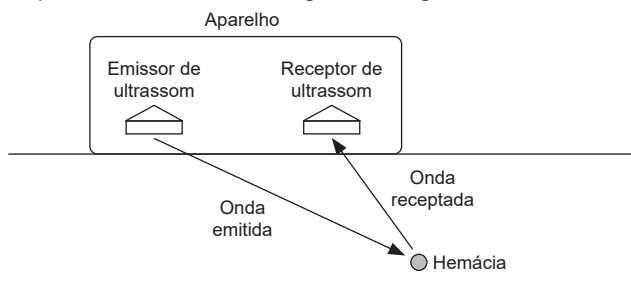 Aparelho
Emissor de
ultrassom
Receptor de
ultrassom
Onda
receptada
Onda
emitida
Hemácia